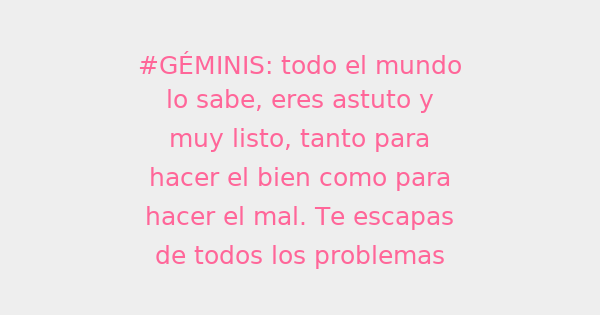 #GÉMINIS: todo el mundo
lo sabe, eres astuto y
muy listo, tanto para
hacer el bien como para
hacer el mal. Te escapas
de todos los problemas